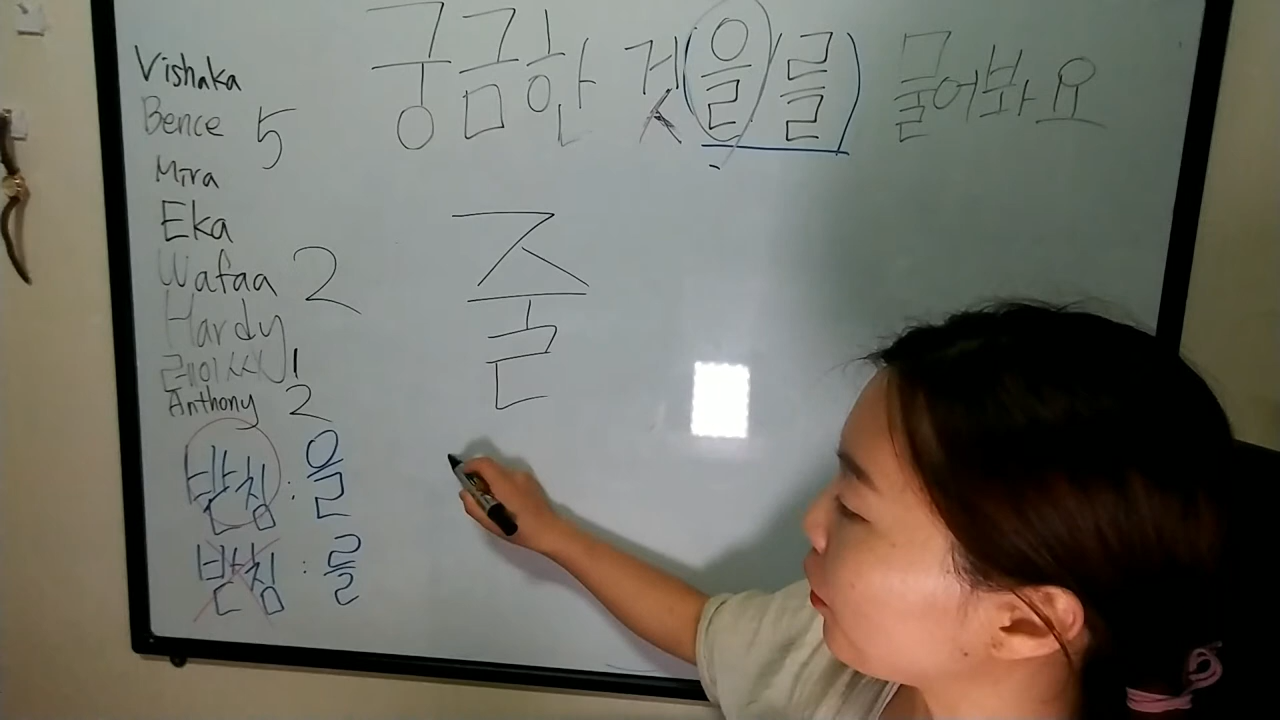 궁금한 것을/를 물어봐요
Vishaka
Bence 5
Mira
Eka
Wafaa 2
Hardy
레이싸 1
Anthony 2
받침 : 을
받침 : 를
줄